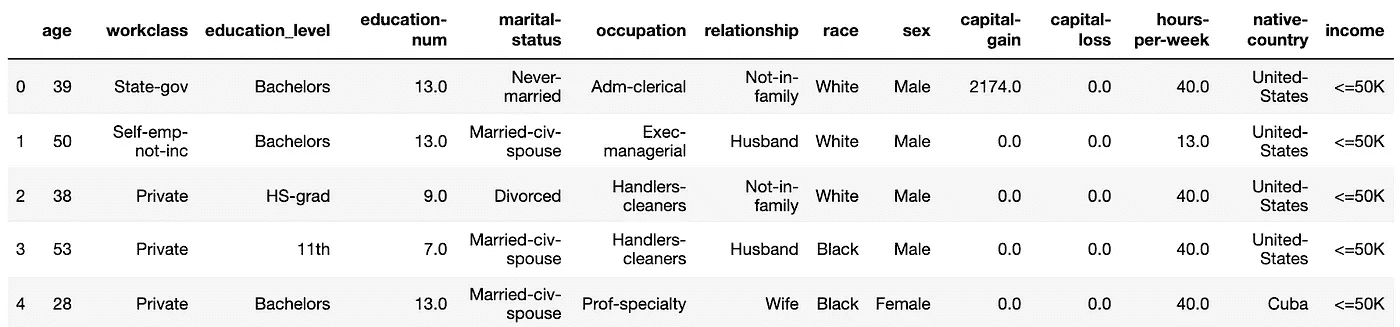 age workclass education_level education-num marital-status occupation relationship race sex capital-gain capital-loss hours-per-week native-country income
0 39 State-gov Bachelors 13.0 Never-married Adm-clerical Not-in-family White Male 2174.0 0.0 40.0 United-States <=50K
1 50 Self-emp-not-inc Bachelors 13.0 Married-civ-spouse Exec-managerial Husband White Male 0.0 0.0 13.0 United-States <=50K
2 38 Private HS-grad 9.0 Divorced Handlers-cleaners Not-in-family White Male 0.0 0.0 40.0 United-States <=50K
3 53 Private 11th 7.0 Married-civ-spouse Handlers-cleaners Husband Black Male 0.0 0.0 40.0 United-States <=50K
4 28 Private Bachelors 13.0 Married-civ-spouse Prof-specialty Wife Black Female 0.0 0.0 40.0 Cuba <=50K